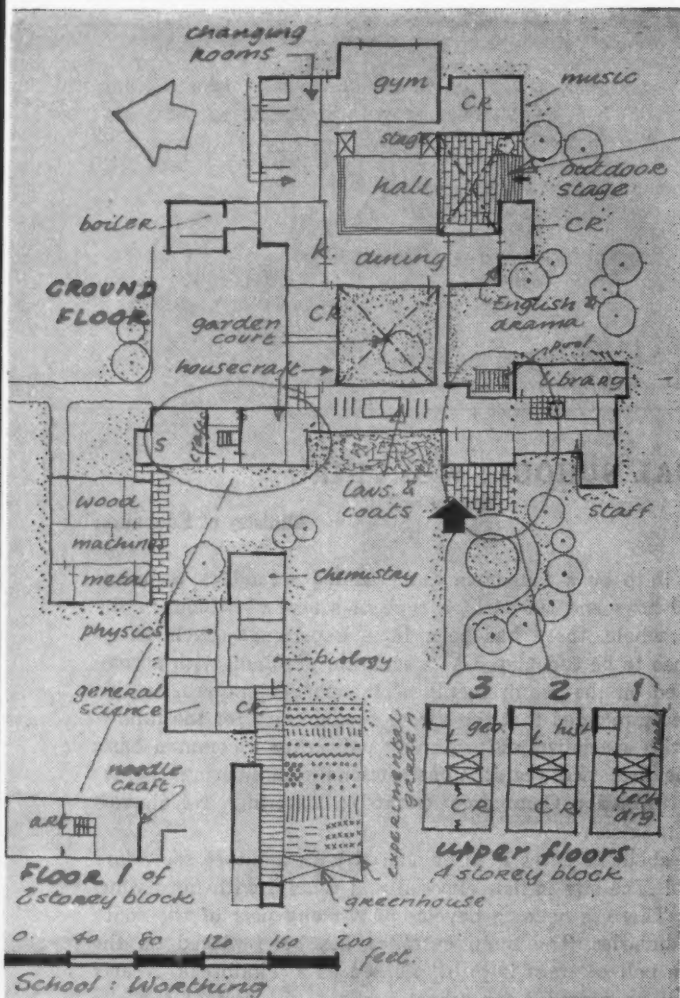 changing
rooms
gym
CR
music
stage
hall
outdoor
stage
boiler
CR
K
dining
GROUND
FLOOR
CR
English &
drama
garden
court
pool
housecraft
library
S
crafts
S
lavs. &
coats
staff
wood
machines
metal
chemistry
physics
biology
general
science
CR
3
2
1
L
geo.
L
hist
CR
CR
tech
drg.
experimental
garden
needle
craft
art
upper floors
4 storey block
FLOOR 1 of
2 storey block
greenhouse
0 40 80 120 160 200
feet.
School : Worthing